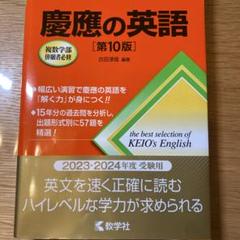 慶應の英語
[第10版]
複数学部
併願者必修
編著
幅広い演習で慶應の英語を
「解く力」が身につく!!
15年分の過去問を分析し、
出題形式別に57題を
精選!
the best selection of
KEIO's English
2023・2024年度 受験用
英文を速く正確に読む
ハイレベルな学力が求められる
教学社